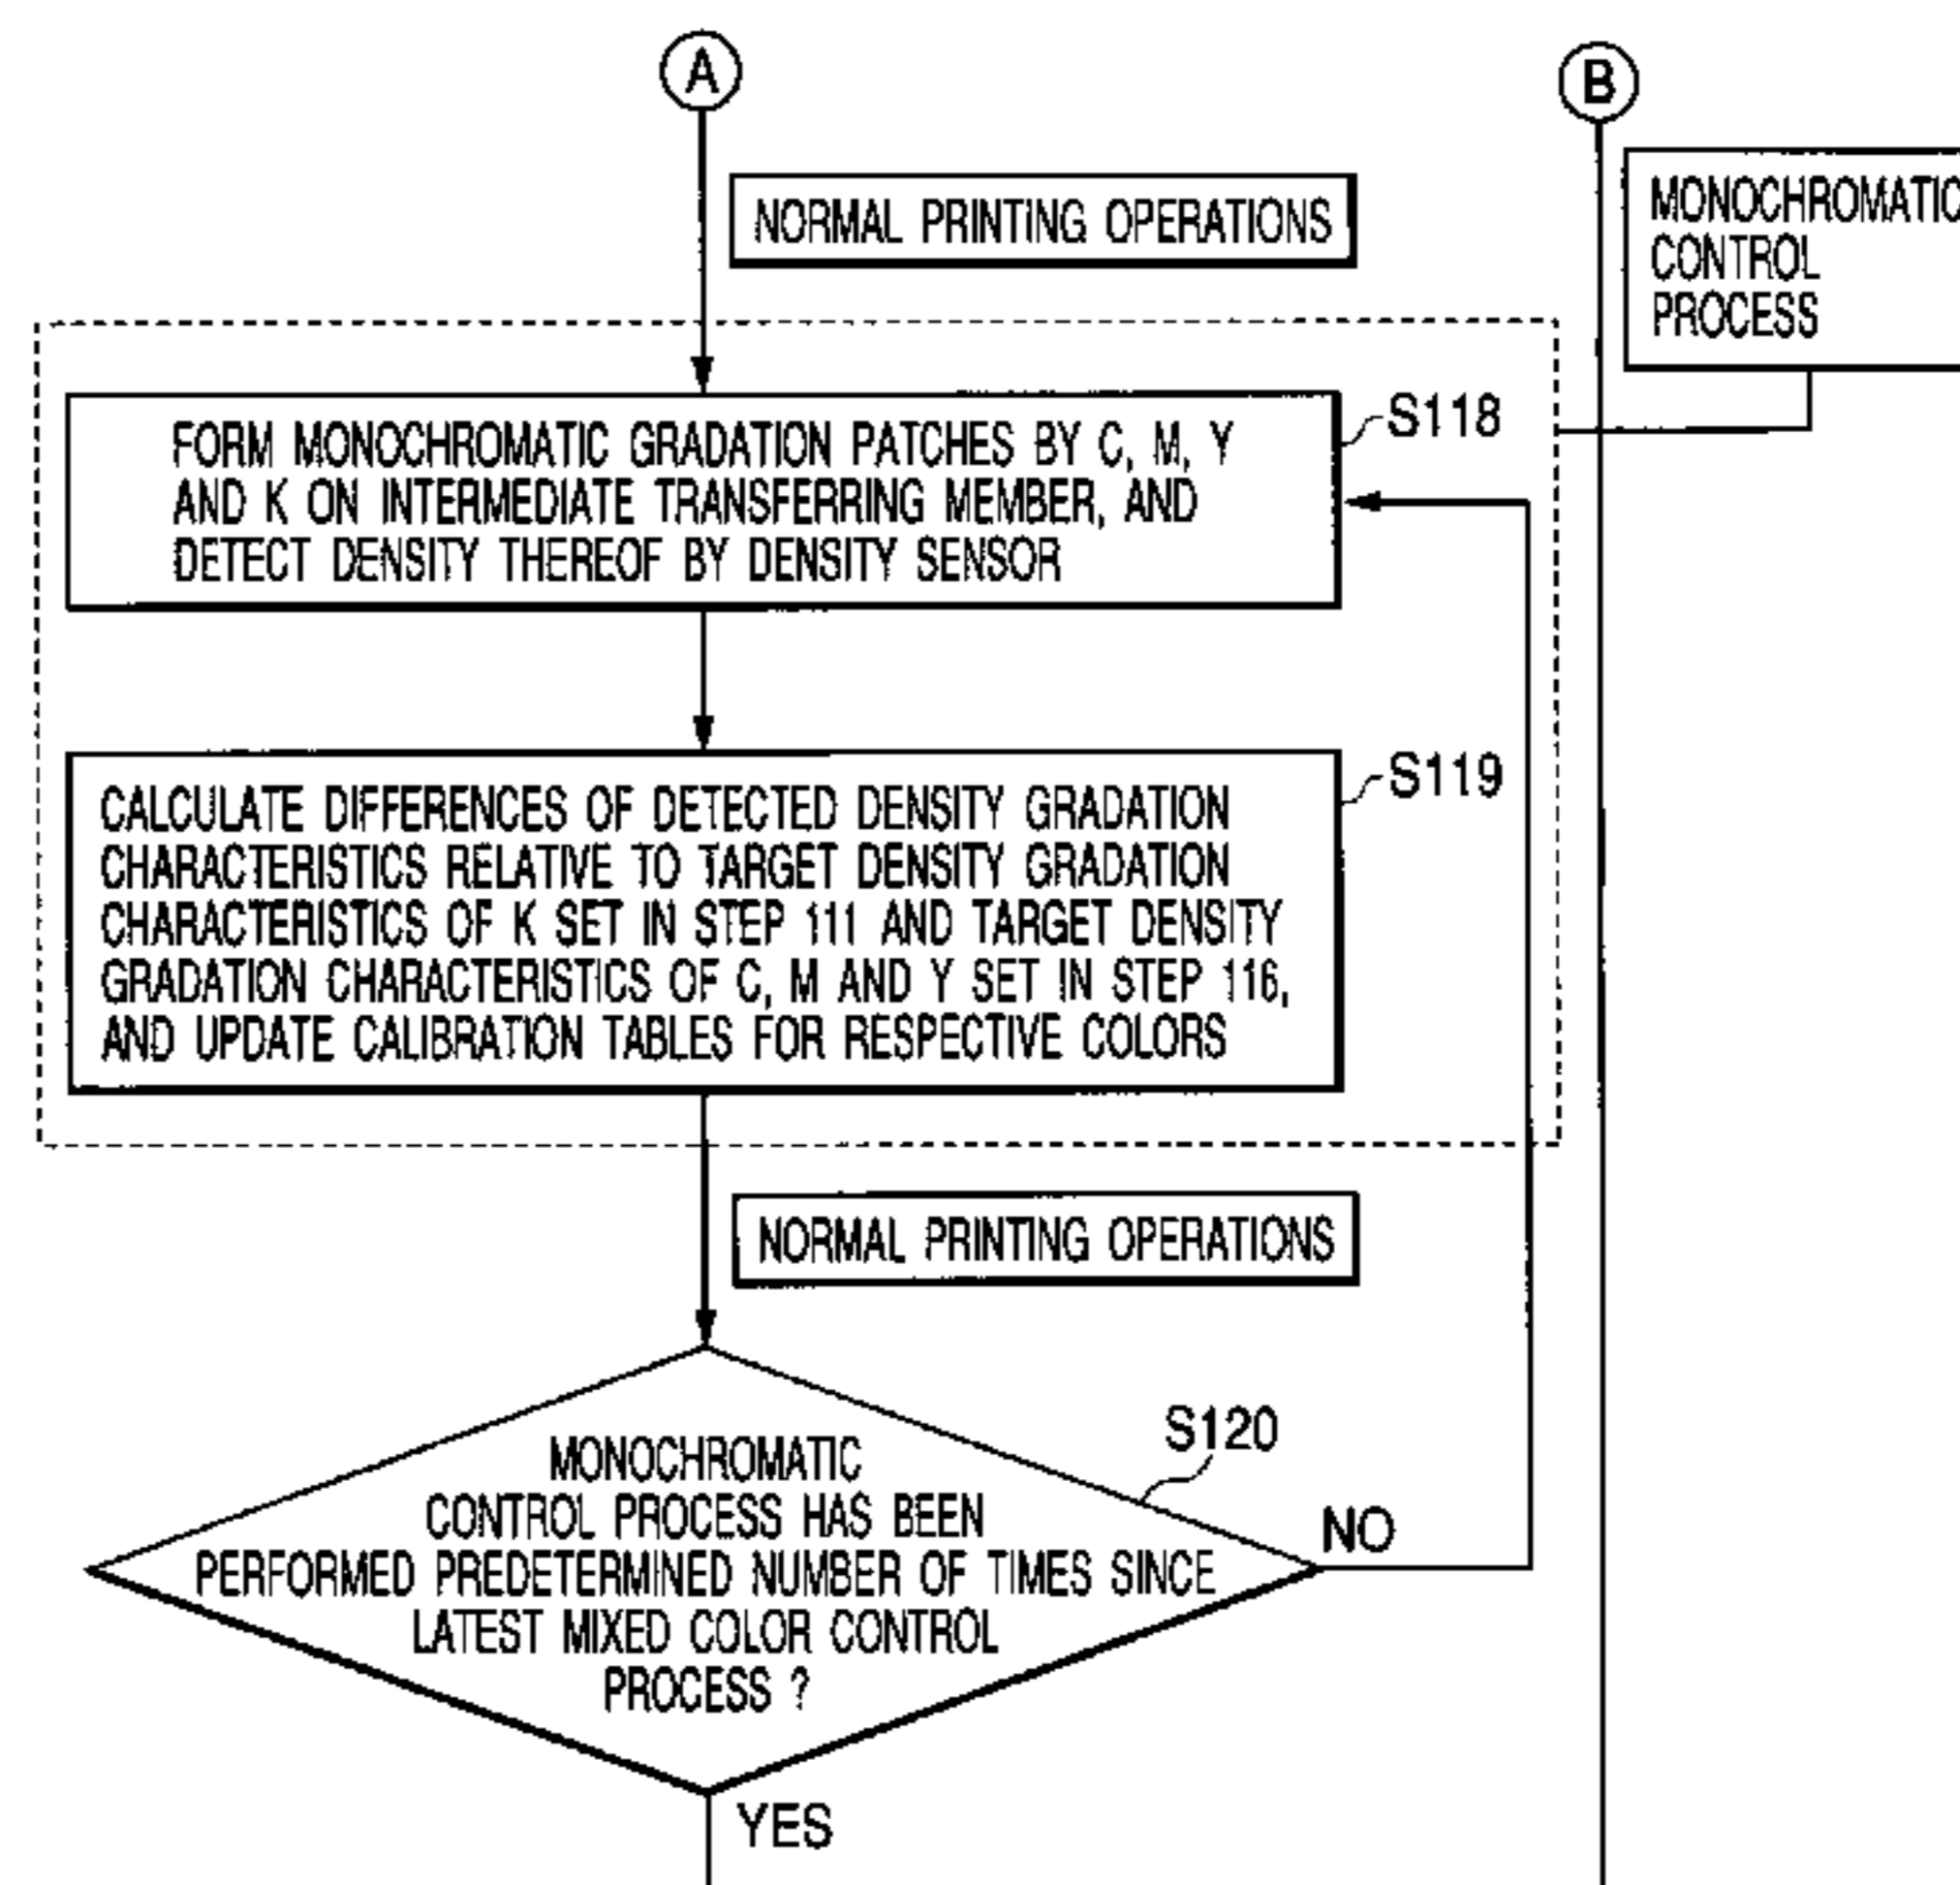 A
B
NORMAL PRINTING OPERATIONS
MONOCHROMATIC
CONTROL
PROCESS
S118
FORM MONOCHROMATIC GRADATION PATCHES BY C, M, Y
AND K ON INTERMEDIATE TRANSFERRING MEMBER, AND
DETECT DENSITY THEREOF BY DENSITY SENSOR
S119
CALCULATE DIFFERENCES OF DETECTED DENSITY GRADATION
CHARACTERISTICS RELATIVE TO TARGET DENSITY GRADATION
CHARACTERISTICS OF K SET IN STEP 111 AND TARGET DENSITY
GRADATION CHARACTERISTICS OF C, M AND Y SET IN STEP 116,
AND UPDATE CALIBRATION TABLES FOR RESPECTIVE COLORS
NORMAL PRINTING OPERATIONS
S120
MONOCHROMATIC
CONTROL PROCESS HAS BEEN
PERFORMED PREDETERMINED NUMBER OF TIMES SINCE
LATEST MIXED COLOR CONTROL
PROCESS ?
NO
YES